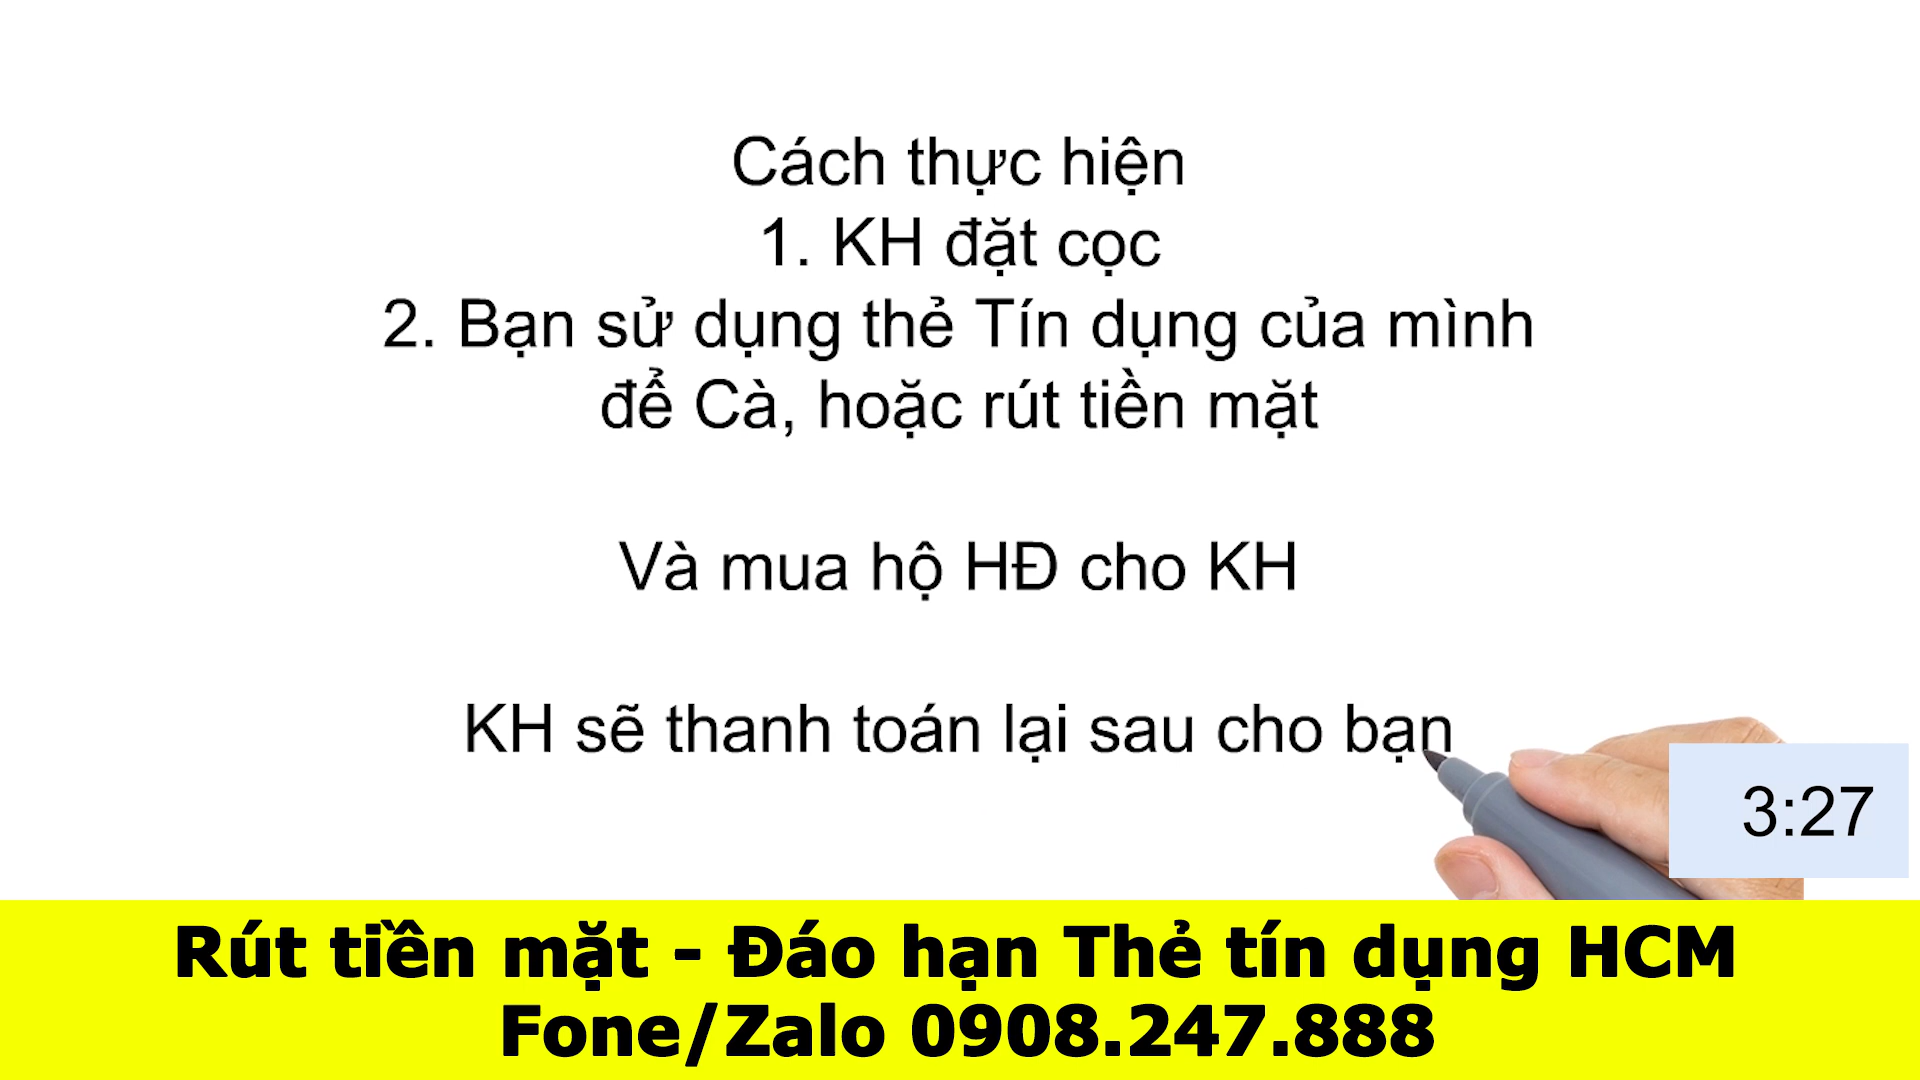 Cách thực hiện
1. KH đặt cọc
2. Bạn sử dụng thẻ Tín dụng của mình
để Cà, hoặc rút tiền mặt
Và mua hộ HĐ cho KH
KH sẽ thanh toán lại sau cho bạn
3:27
Rút tiền mặt - Đáo hạn Thẻ tín dụng HCM
Fone/Zalo 0908.247.888